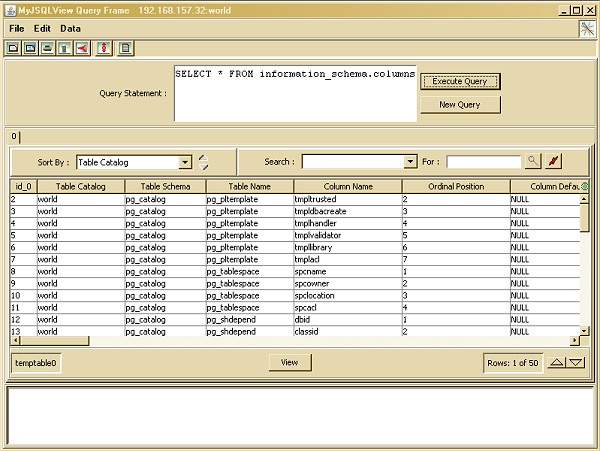 MyJSQLView Query Frame 192.168.157.32:world
File Edit Data
SELECT * FROM information_schema.columns
Query Statement :
Execute Query
New Query
0
Sort By : Table Catalog Search : For :
id_0 Table Catalog Table Schema Table Name Column Name Ordinal Position Column Defau
2 world pg_catalog pg_pltemplate tmpltrusted 2 NULL
3 world pg_catalog pg_pltemplate tmpldbacreate 3 NULL
4 world pg_catalog pg_pltemplate tmplhandler 4 NULL
5 world pg_catalog pg_pltemplate tmplvalidator 5 NULL
6 world pg_catalog pg_pltemplate tmpllibrary 6 NULL
7 world pg_catalog pg_pltemplate tmplacl 7 NULL
8 world pg_catalog pg_tablespace spcname 1 NULL
9 world pg_catalog pg_tablespace spcowner 2 NULL
10 world pg_catalog pg_tablespace spclocation 3 NULL
11 world pg_catalog pg_tablespace spcacl 4 NULL
12 world pg_catalog pg_shdepend dbid 1 NULL
13 world pg_catalog pg_shdepend classid 2 NULL
temptable0 View Rows: 1 of 50